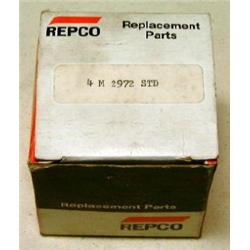 REPCO
Replacement
Parts
4 M 2972 STD
Replacement Parts
REPCO